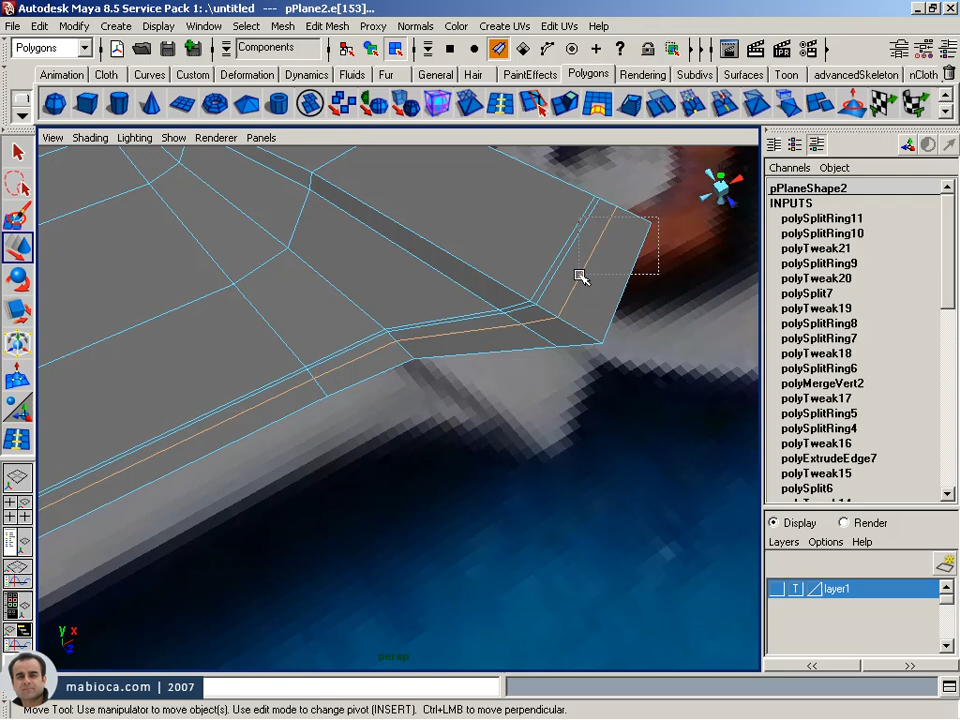 Autodesk Maya 8.5 Service Pack 1: .\untitled --- pPlane2.e[153]...
File Edit Modify Create Display Window Select Mesh Edit Mesh Proxy Normals Color Create UVs Edit UVs Help
Polygons Components
Animation Cloth Curves Custom Deformation Dynamics Fluids Fur General Hair PaintEffects Polygons Rendering Subdivs Surfaces Toon advancedSkeleton nCloth
View Shading Lighting Show Renderer Panels
Channels Object
pPlaneShape2
INPUTS
polySplitRing11
polySplitRing10
polyTweak21
polySplitRing9
polyTweak20
polySplit7
polyTweak19
polySplitRing8
polySplitRing7
polyTweak18
polySplitRing6
polyMergeVert2
polyTweak17
polySplitRing5
polySplitRing4
polyTweak16
polyExtrudeEdge7
polyTweak15
polySplit6
Display Render
Layers Options Help
T layer1
<< >>
y x
z
persp
mabioca.com | 2007
Move Tool: Use manipulator to move object(s). Use edit mode to change pivot (INSERT). Ctrl+LMB to move perpendicular.